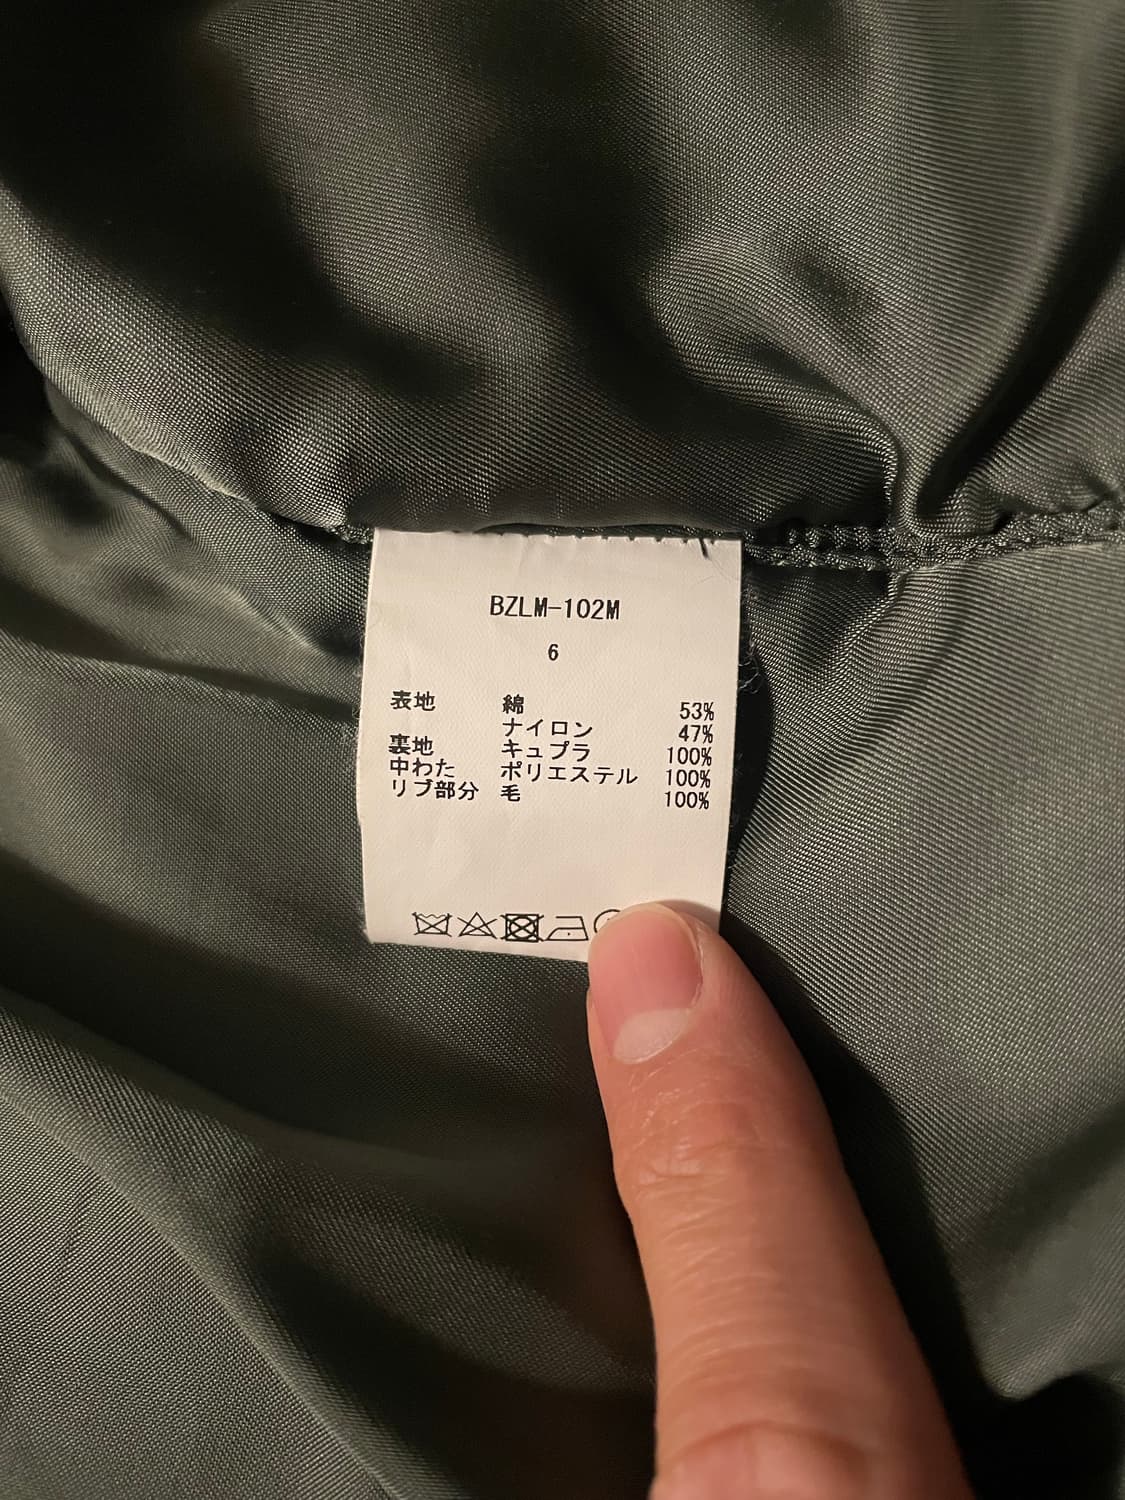 BZLM-102M
6
表地 綿 53%
ナイロン 47%
裏地 キュプラ 100%
中わた ポリエステル 100%
リブ部分 毛 100%